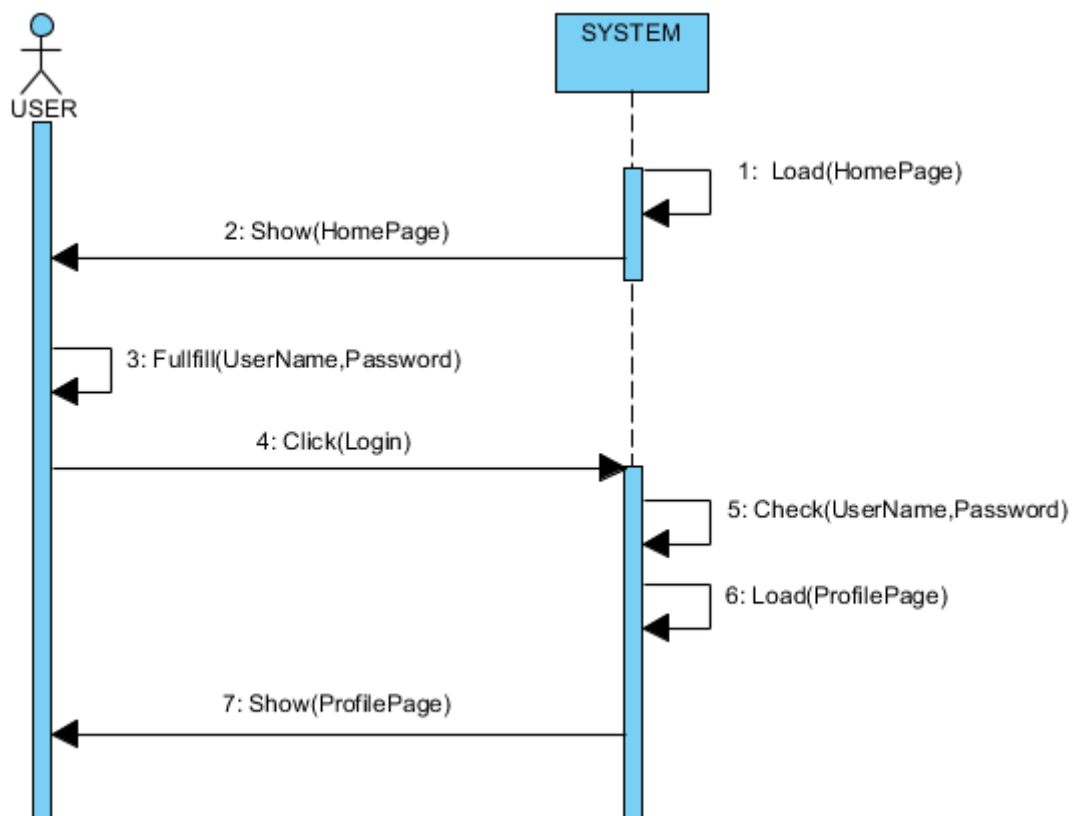 SYSTEM
USER
1: Load(HomePage)
2: Show(HomePage)
3: Fullfill(UserName,Password)
4: Click(Login)
5: Check(UserName,Password)
6: Load(ProfilePage)
7: Show(ProfilePage)